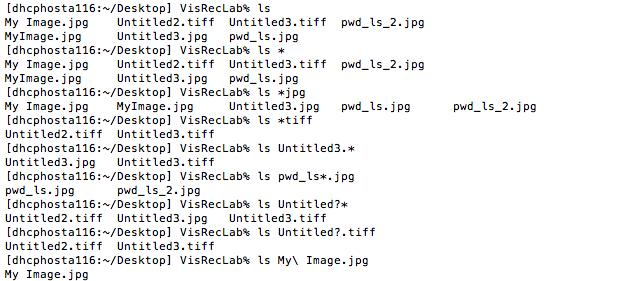 [dhcphosta116:~/Desktop] VisRecLab% ls
My Image.jpg    Untitled2.tiff  Untitled3.tiff  pwd_ls_2.jpg
MyImage.jpg     Untitled3.jpg   pwd_ls.jpg
[dhcphosta116:~/Desktop] VisRecLab% ls *
My Image.jpg    Untitled2.tiff  Untitled3.tiff  pwd_ls_2.jpg
MyImage.jpg     Untitled3.jpg   pwd_ls.jpg
[dhcphosta116:~/Desktop] VisRecLab% ls *jpg
My Image.jpg    MyImage.jpg     Untitled3.jpg   pwd_ls.jpg      pwd_ls_2.jpg
[dhcphosta116:~/Desktop] VisRecLab% ls *tiff
Untitled2.tiff  Untitled3.tiff
[dhcphosta116:~/Desktop] VisRecLab% ls Untitled3.*
Untitled3.jpg   Untitled3.tiff
[dhcphosta116:~/Desktop] VisRecLab% ls pwd_ls*.jpg
pwd_ls.jpg      pwd_ls_2.jpg
[dhcphosta116:~/Desktop] VisRecLab% ls Untitled?*
Untitled2.tiff  Untitled3.jpg   Untitled3.tiff
[dhcphosta116:~/Desktop] VisRecLab% ls Untitled?.tiff
Untitled2.tiff  Untitled3.tiff
[dhcphosta116:~/Desktop] VisRecLab% ls My\ Image.jpg
My Image.jpg